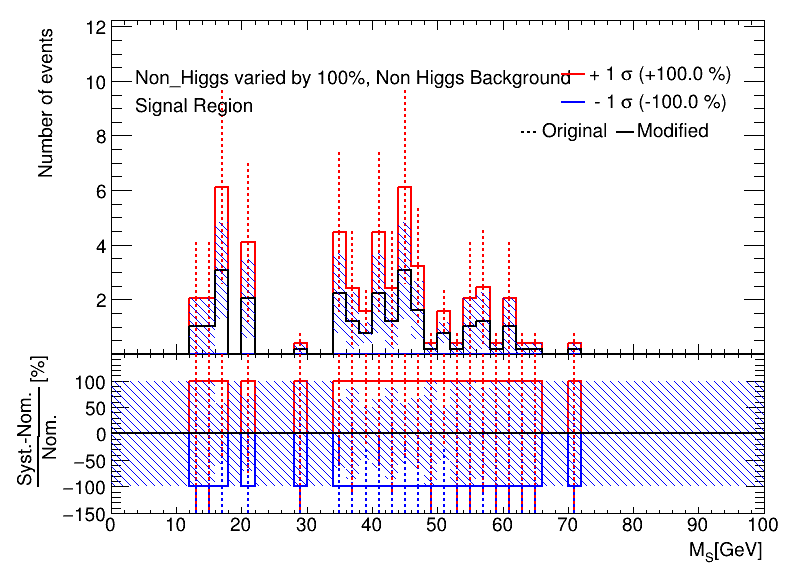 Number of events
12
10
8
6
4
2
Non_Higgs varied by 100%, Non Higgs Background
Signal Region
+ 1 σ (+100.0 %)
- 1 σ (-100.0 %)
Original
Modified
Syst.-Nom.
Nom.
[%]
100
50
0
−50
−100
−150
0 10 20 30 40 50 60 70 80 90 100
M_S[GeV]